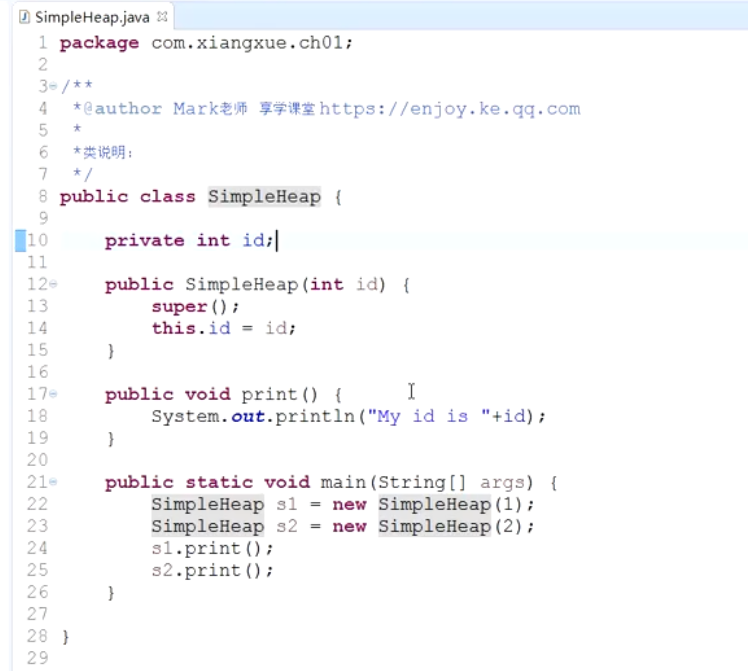 SimpleHeap.java
1 package com.xiangxue.ch01;
2
3 /**
4  *@author Mark老师 享学课堂https://enjoy.ke.qq.com
5  *
6  *类说明：
7  */
8 public class SimpleHeap {
9
10     private int id;
11
12     public SimpleHeap(int id) {
13         super();
14         this.id = id;
15     }
16
17     public void print() {
18         System.out.println("My id is "+id);
19     }
20
21     public static void main(String[] args) {
22         SimpleHeap s1 = new SimpleHeap(1);
23         SimpleHeap s2 = new SimpleHeap(2);
24         s1.print();
25         s2.print();
26     }
27
28 }
29